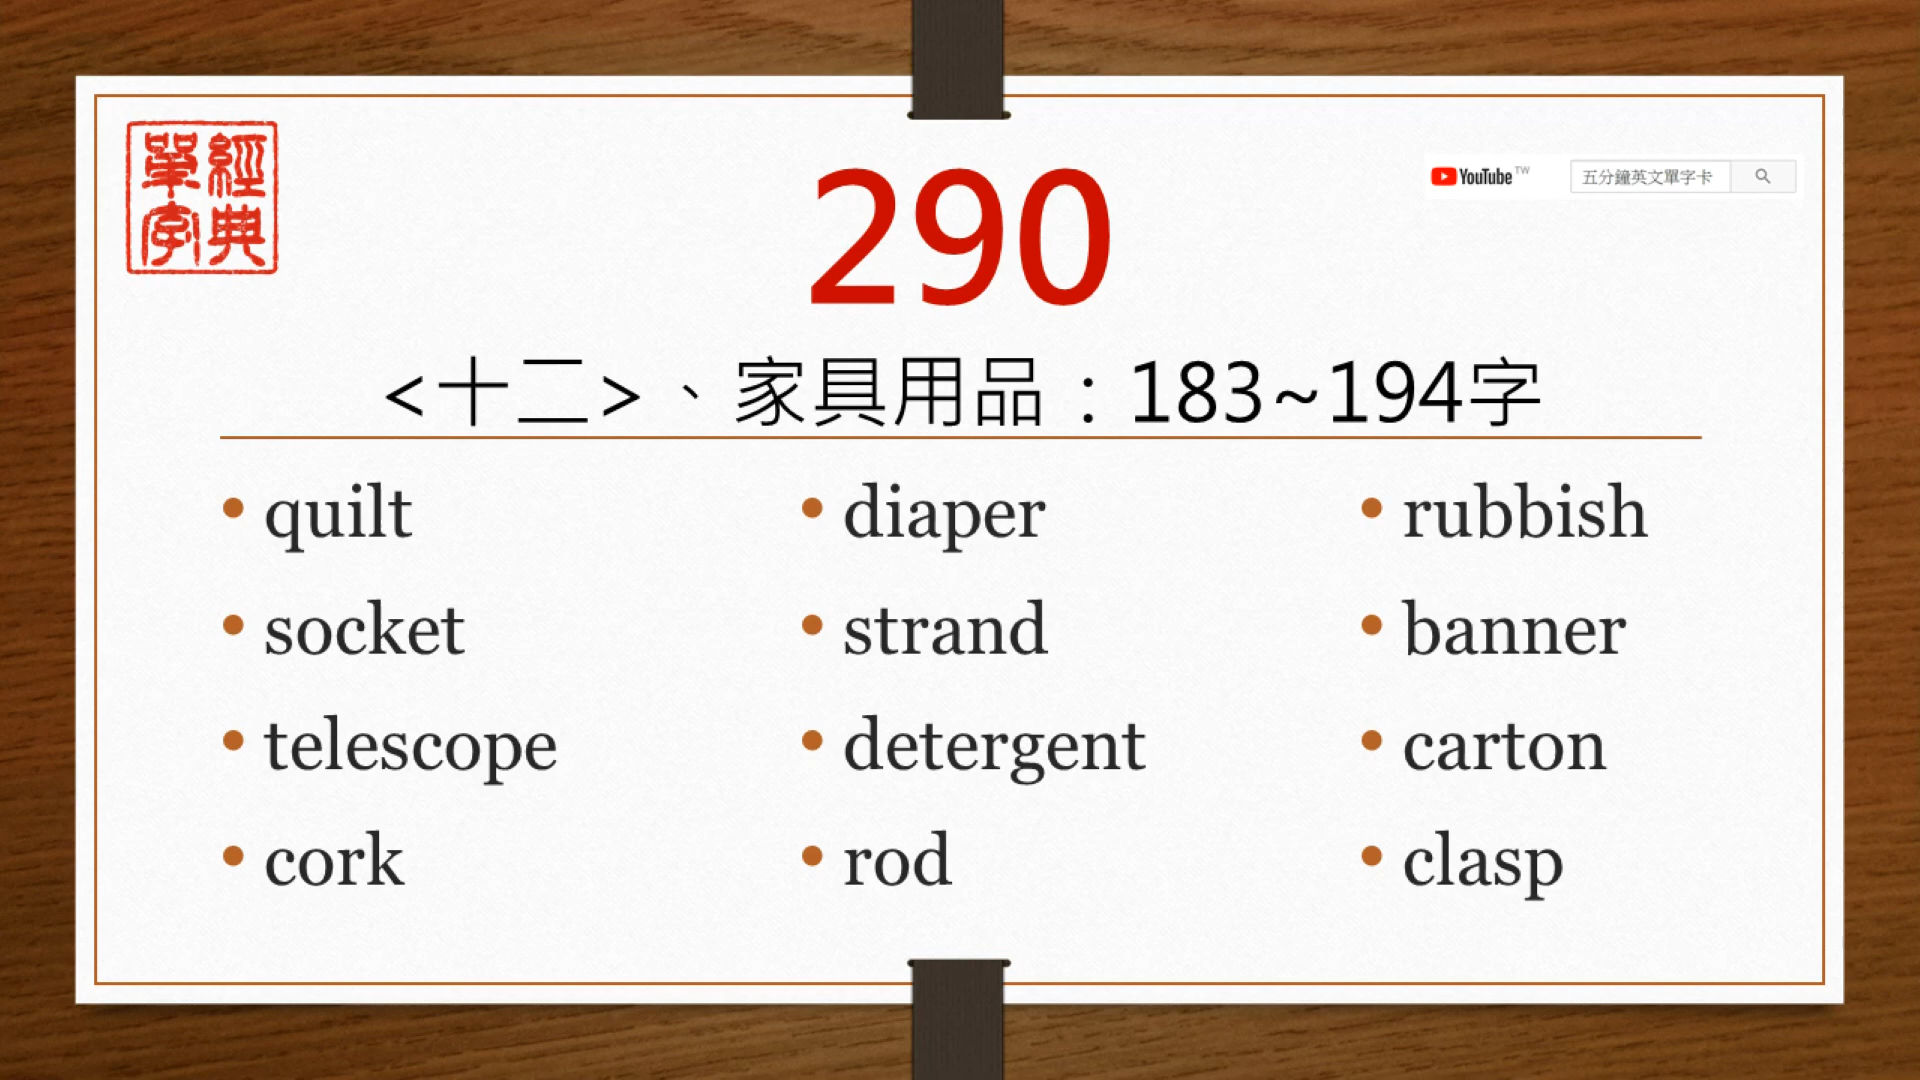 經典
單字
YouTube TW
五分鐘英文單字卡
290
<十二>、家具用品：183~194字
• quilt
• diaper
• rubbish
• socket
• strand
• banner
• telescope
• detergent
• carton
• cork
• rod
• clasp